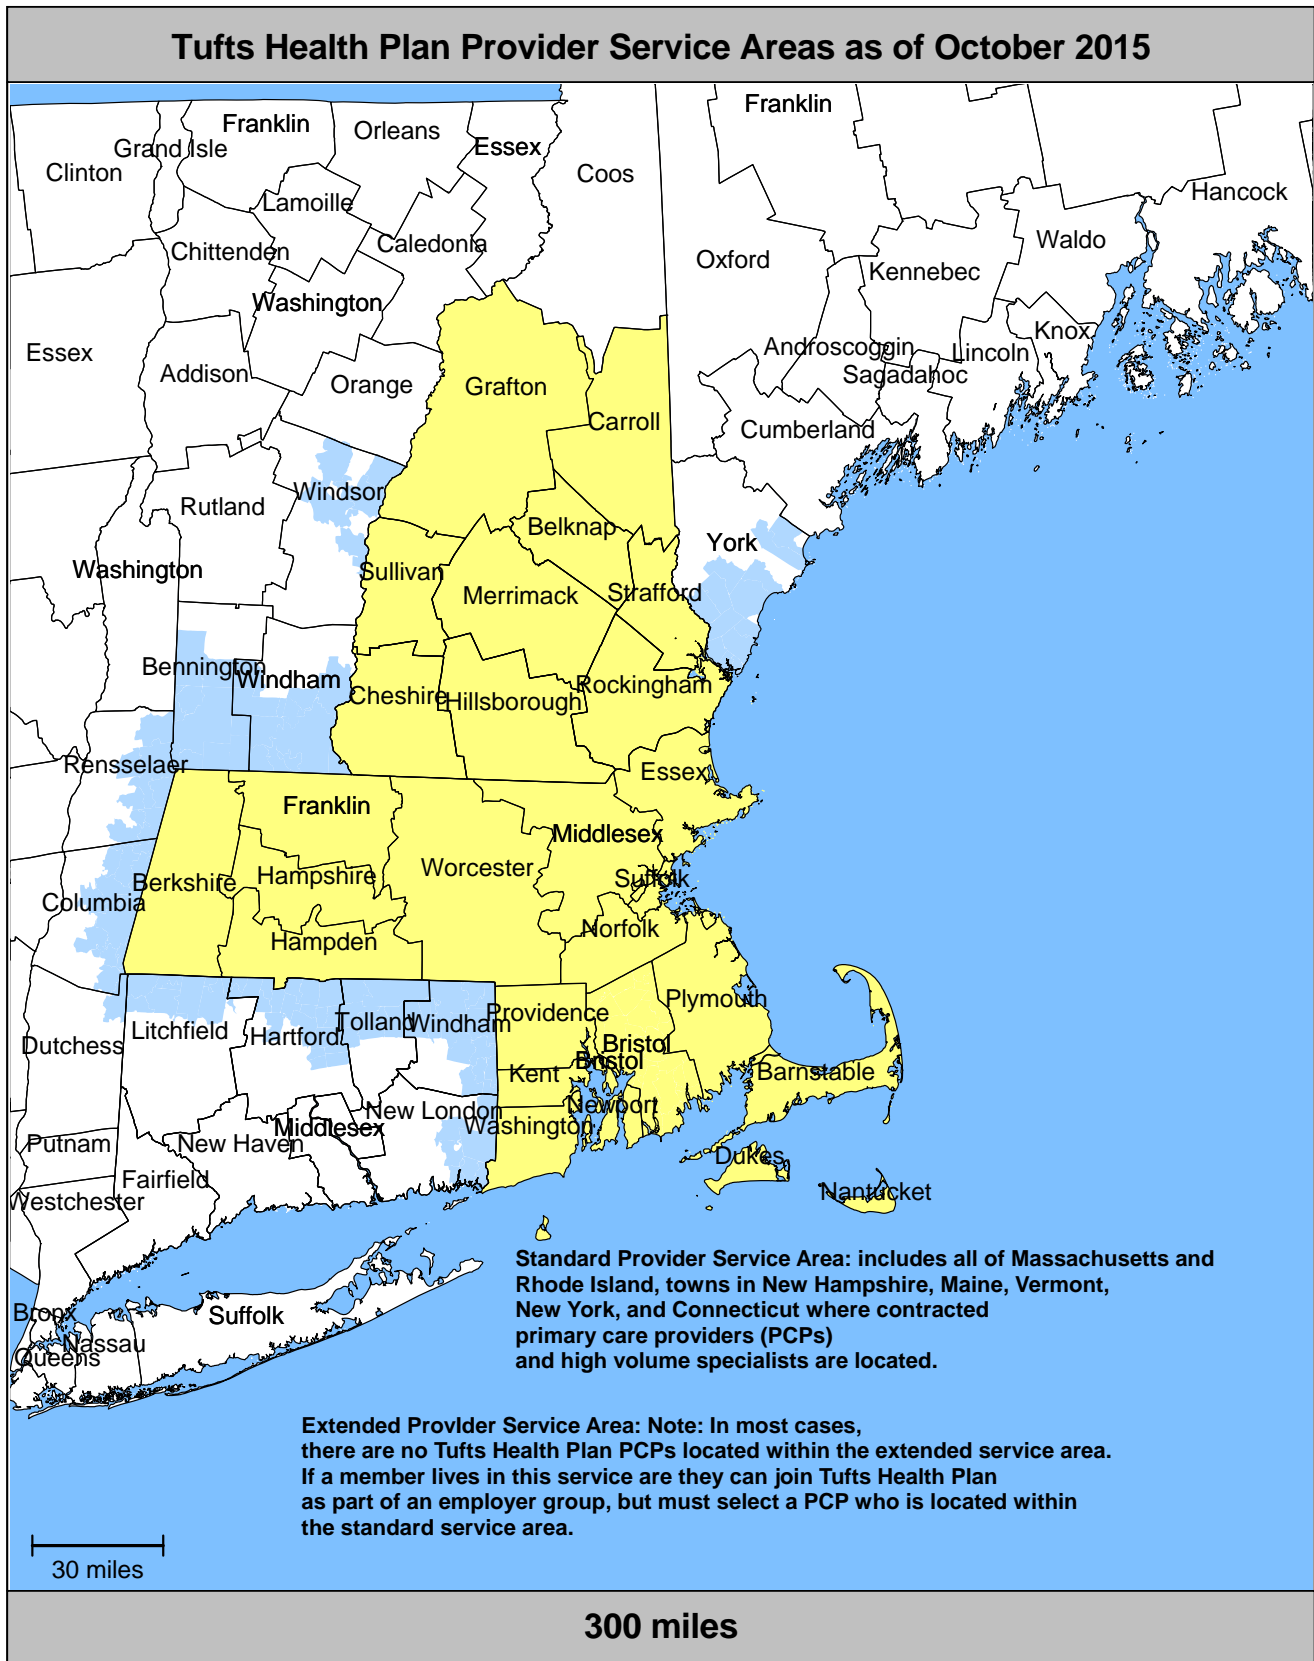 Tufts Health Plan Provider Service Areas as of October 2015
Franklin
Franklin
Orleans
Grand Isle
Essex
Clinton
Coos
Hancock
Lamoille
Chittenden
Caledonia
Waldo
Oxford
Kennebec
Washington
Knox
Essex
Androscoggin
Lincoln
Addison
Sagadahoc
Orange
Grafton
Carroll
Cumberland
Windsor
Rutland
Belknap
York
Washington
Sullivan
Merrimack
Strafford
Bennington
Windham
Rockingham
Cheshire
Hillsborough
Rensselaer
Essex
Franklin
Middlesex
Worcester
Hampshire
Berkshire
Suffolk
Columbia
Norfolk
Hampden
Plymouth
Providence
Tolland
Windham
Litchfield
Hartford
Dutchess
Bristol
Bristol
Kent
Barnstable
New London
Newport
Washington
Middlesex
Putnam
New Haven
Dukes
Fairfield
Nantucket
Westchester
Standard Provider Service Area: includes all of Massachusetts and
Rhode Island, towns in New Hampshire, Maine, Vermont,
New York, and Connecticut where contracted
primary care providers (PCPs)
and high volume specialists are located.
Bronx
Suffolk
Nassau
Queens
Extended ProvIder Service Area: Note: In most cases,
there are no Tufts Health Plan PCPs located within the extended service area.
If a member lives in this service are they can join Tufts Health Plan
as part of an employer group, but must select a PCP who is located within
the standard service area.
30 miles
300 miles